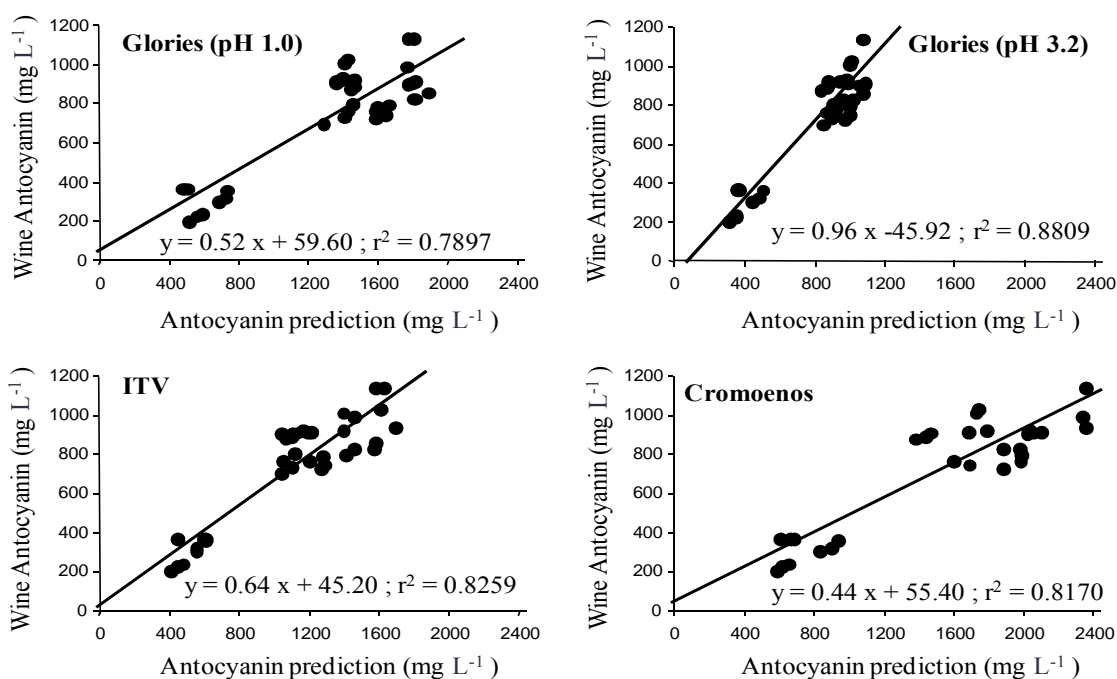 Glories (pH 1.0)
Wine Antocyanin (mg L-1)
1200
1000
800
600
400
200
0
y = 0.52 x + 59.60 ; r2 = 0.7897
0 400 800 1200 1600 2000 2400
Antocyanin prediction (mg L-1 )
Glories (pH 3.2)
Wine Antocyanin (mg L-1 )
1200
1000
800
600
400
200
0
y = 0.96 x -45.92 ; r2 = 0.8809
0 400 800 1200 1600 2000 2400
Antocyanin prediction (mg L-1 )
ITV
Wine Antocyanin (mg L-1 )
1200
1000
800
600
400
200
0
y = 0.64 x + 45.20 ; r2 = 0.8259
0 400 800 1200 1600 2000 2400
Antocyanin prediction (mg L-1 )
Cromoenos
Wine Antocyanin (mg L-1 )
1200
1000
800
600
400
200
0
y = 0.44 x + 55.40 ; r2 = 0.8170
0 400 800 1200 1600 2000 2400
Antocyanin prediction (mg L-1 )